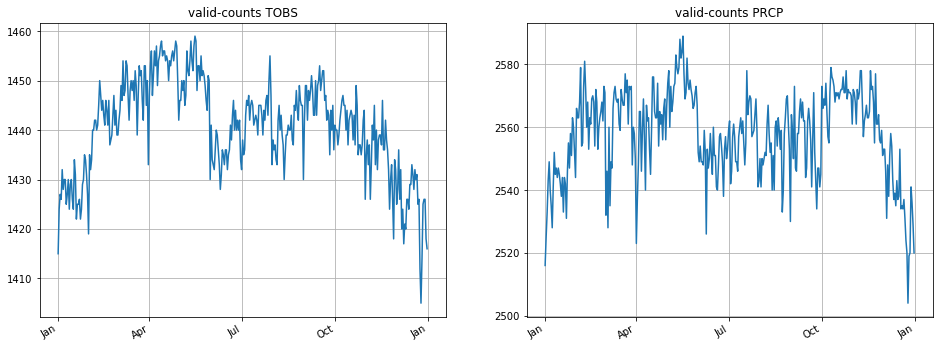 valid-counts TOBS
1460
1450
1440
1430
1420
1410
Jan
Apr
Jul
Oct
Jan
valid-counts PRCP
2580
2560
2540
2520
2500
Jan
Apr
Jul
Oct
Jan